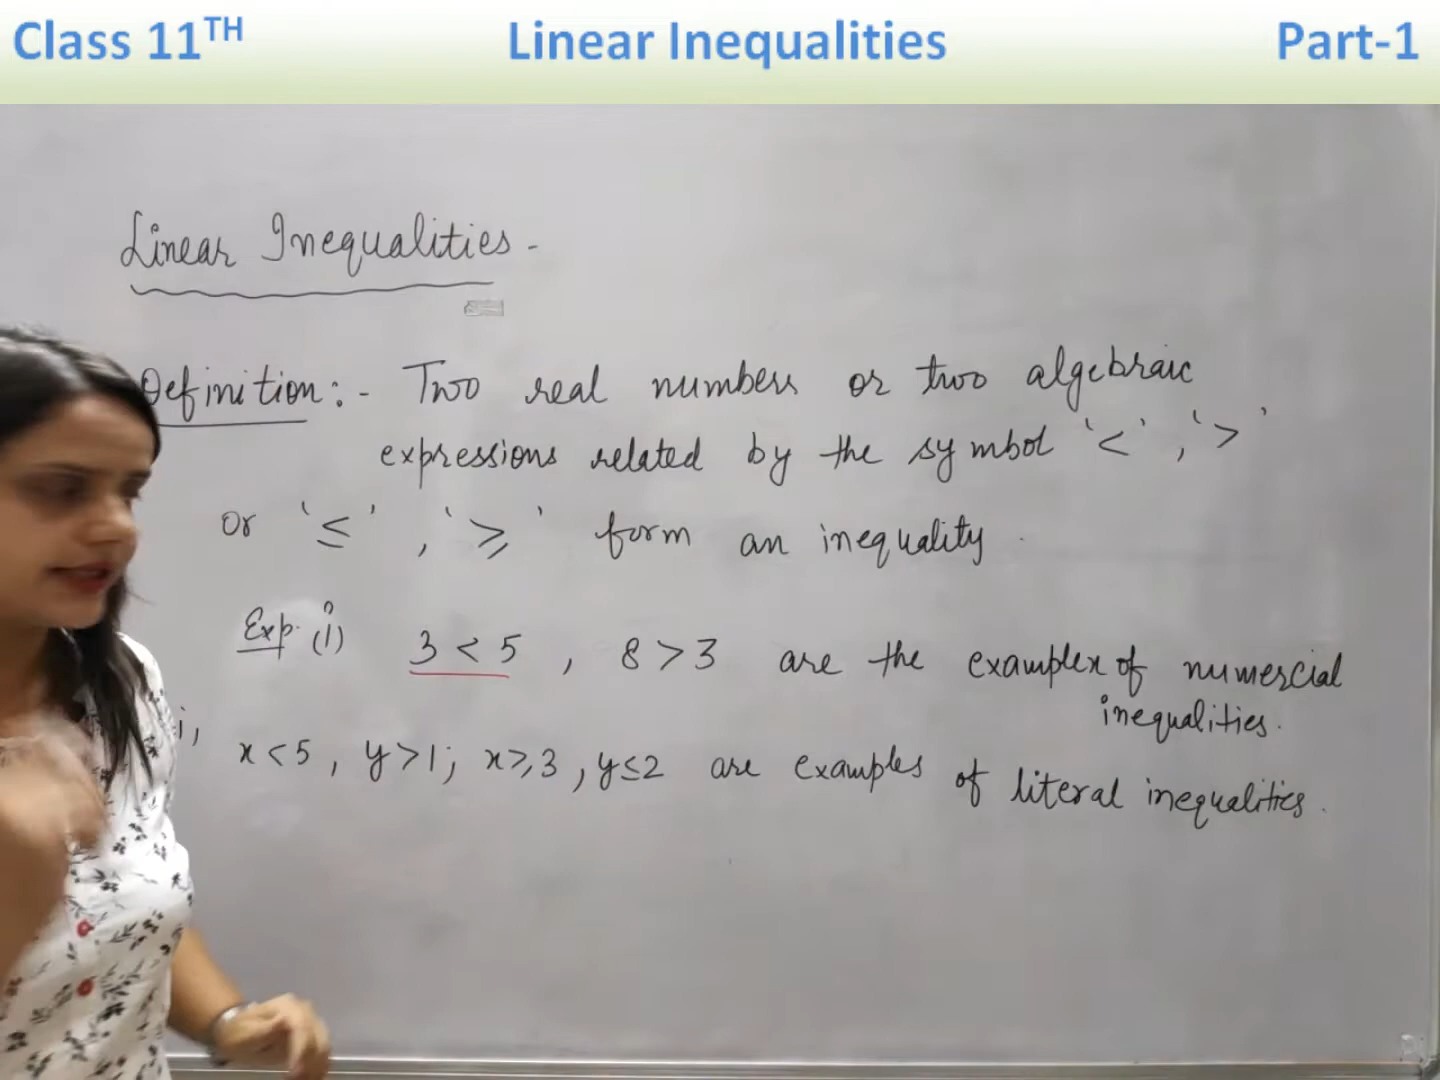 Class 11TH Linear Inequalities Part-1
Linear Inequalities -
Definition :- Two real numbers or two algebraic
expressions related by the symbol '<' , '>'
or '≤' , '≥' form an inequality.
Exp. (i) 3 < 5 , 8 > 3 are the examples of numercial
inequalities.
x < 5 , y > 1 ; x ≥ 3 , y ≤ 2 are examples of literal inequalities.